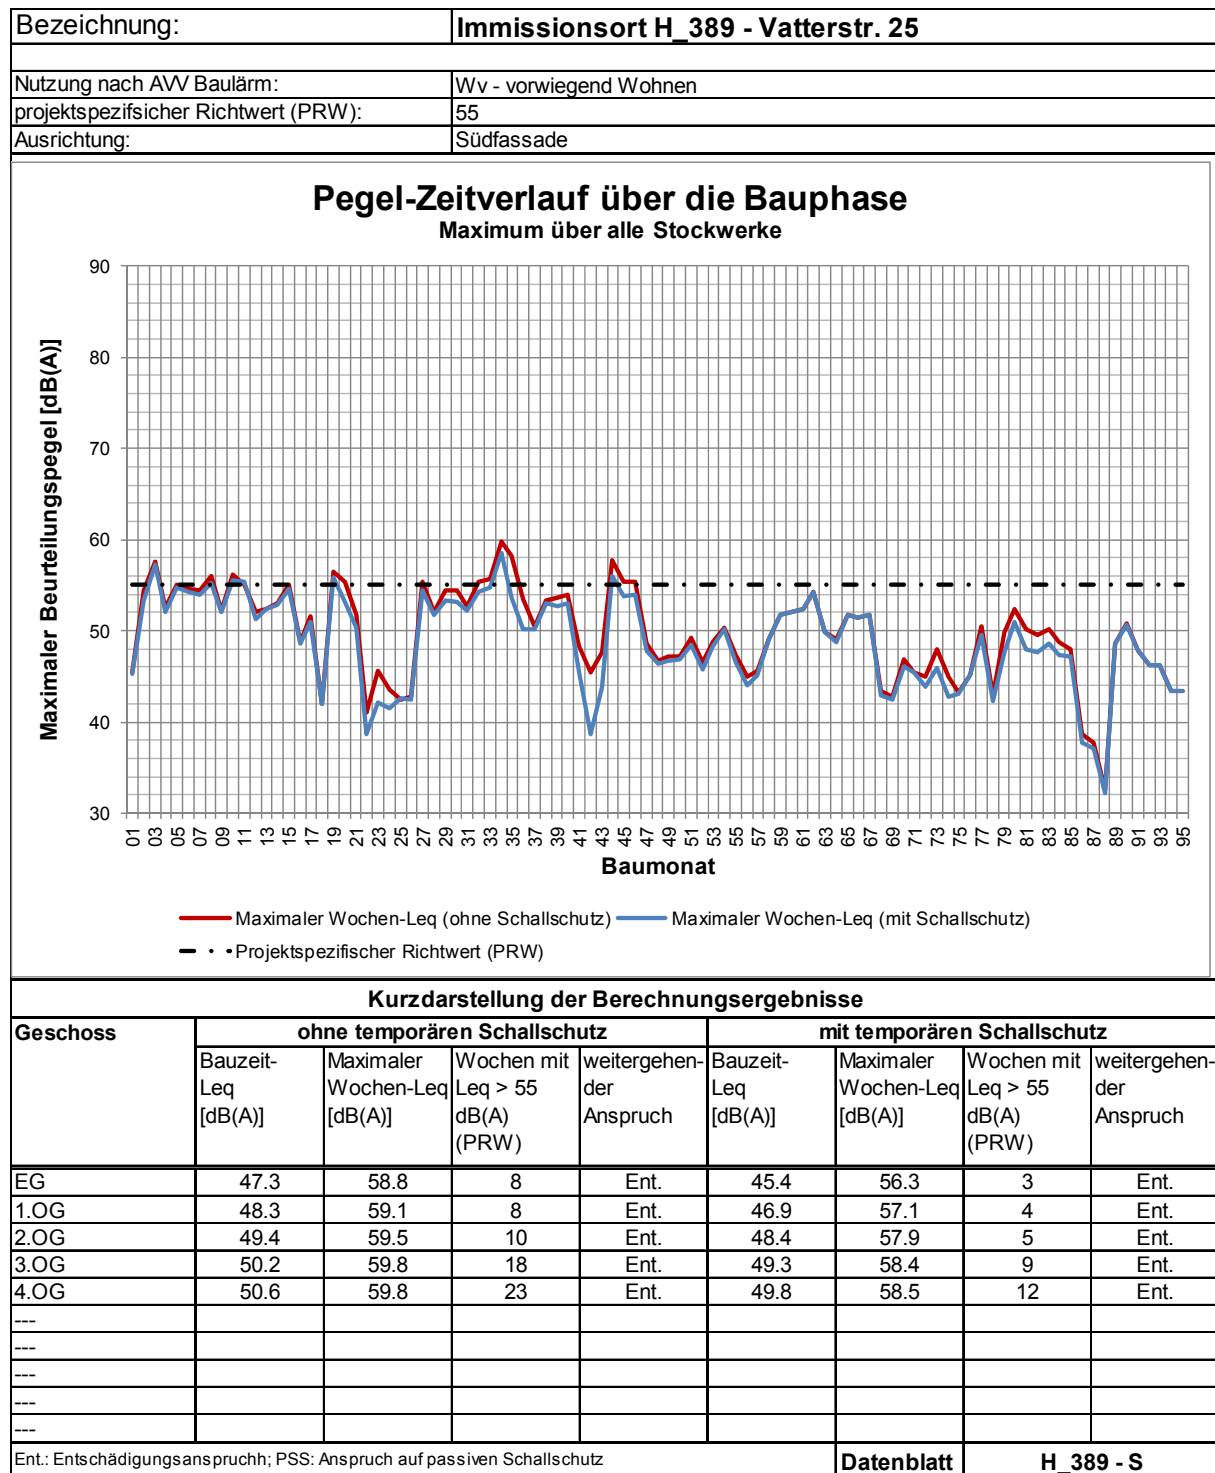 Bezeichnung: Immissionsort H_389 - Vatterstr. 25
Nutzung nach AVV Baulärm: Wv - vorwiegend Wohnen
projektspezifsicher Richtwert (PRW): 55
Ausrichtung: Südfassade
Pegel-Zeitverlauf über die Bauphase
Maximum über alle Stockwerke
Maximaler Beurteilungspegel [dB(A)]
90
80
70
60
50
40
30
01 03 05 07 09 11 13 15 17 19 21 23 25 27 29 31 33 35 37 39 41 43 45 47 49 51 53 55 57 59 61 63 65 67 69 71 73 75 77 79 81 83 85 87 89 91 93 95
Baumonat
Maximaler Wochen-Leq (ohne Schallschutz) Maximaler Wochen-Leq (mit Schallschutz)
Projektspezifischer Richtwert (PRW)
Kurzdarstellung der Berechnungsergebnisse
Geschoss ohne temporären Schallschutz mit temporären Schallschutz
Bauzeit- Maximaler Wochen mit weitergehen- Bauzeit- Maximaler Wochen mit weitergehen-
Leq Wochen-Leq Leq > 55 der Leq Wochen-Leq Leq > 55 der
[dB(A)] [dB(A)] dB(A) Anspruch [dB(A)] [dB(A)] dB(A) Anspruch
(PRW) (PRW)
EG 47.3 58.8 8 Ent. 45.4 56.3 3 Ent.
1.OG 48.3 59.1 8 Ent. 46.9 57.1 4 Ent.
2.OG 49.4 59.5 10 Ent. 48.4 57.9 5 Ent.
3.OG 50.2 59.8 18 Ent. 49.3 58.4 9 Ent.
4.OG 50.6 59.8 23 Ent. 49.8 58.5 12 Ent.
---
---
---
---
---
Ent.: Entschädigungsanspruchh; PSS: Anspruch auf passiven Schallschutz Datenblatt H_389 - S